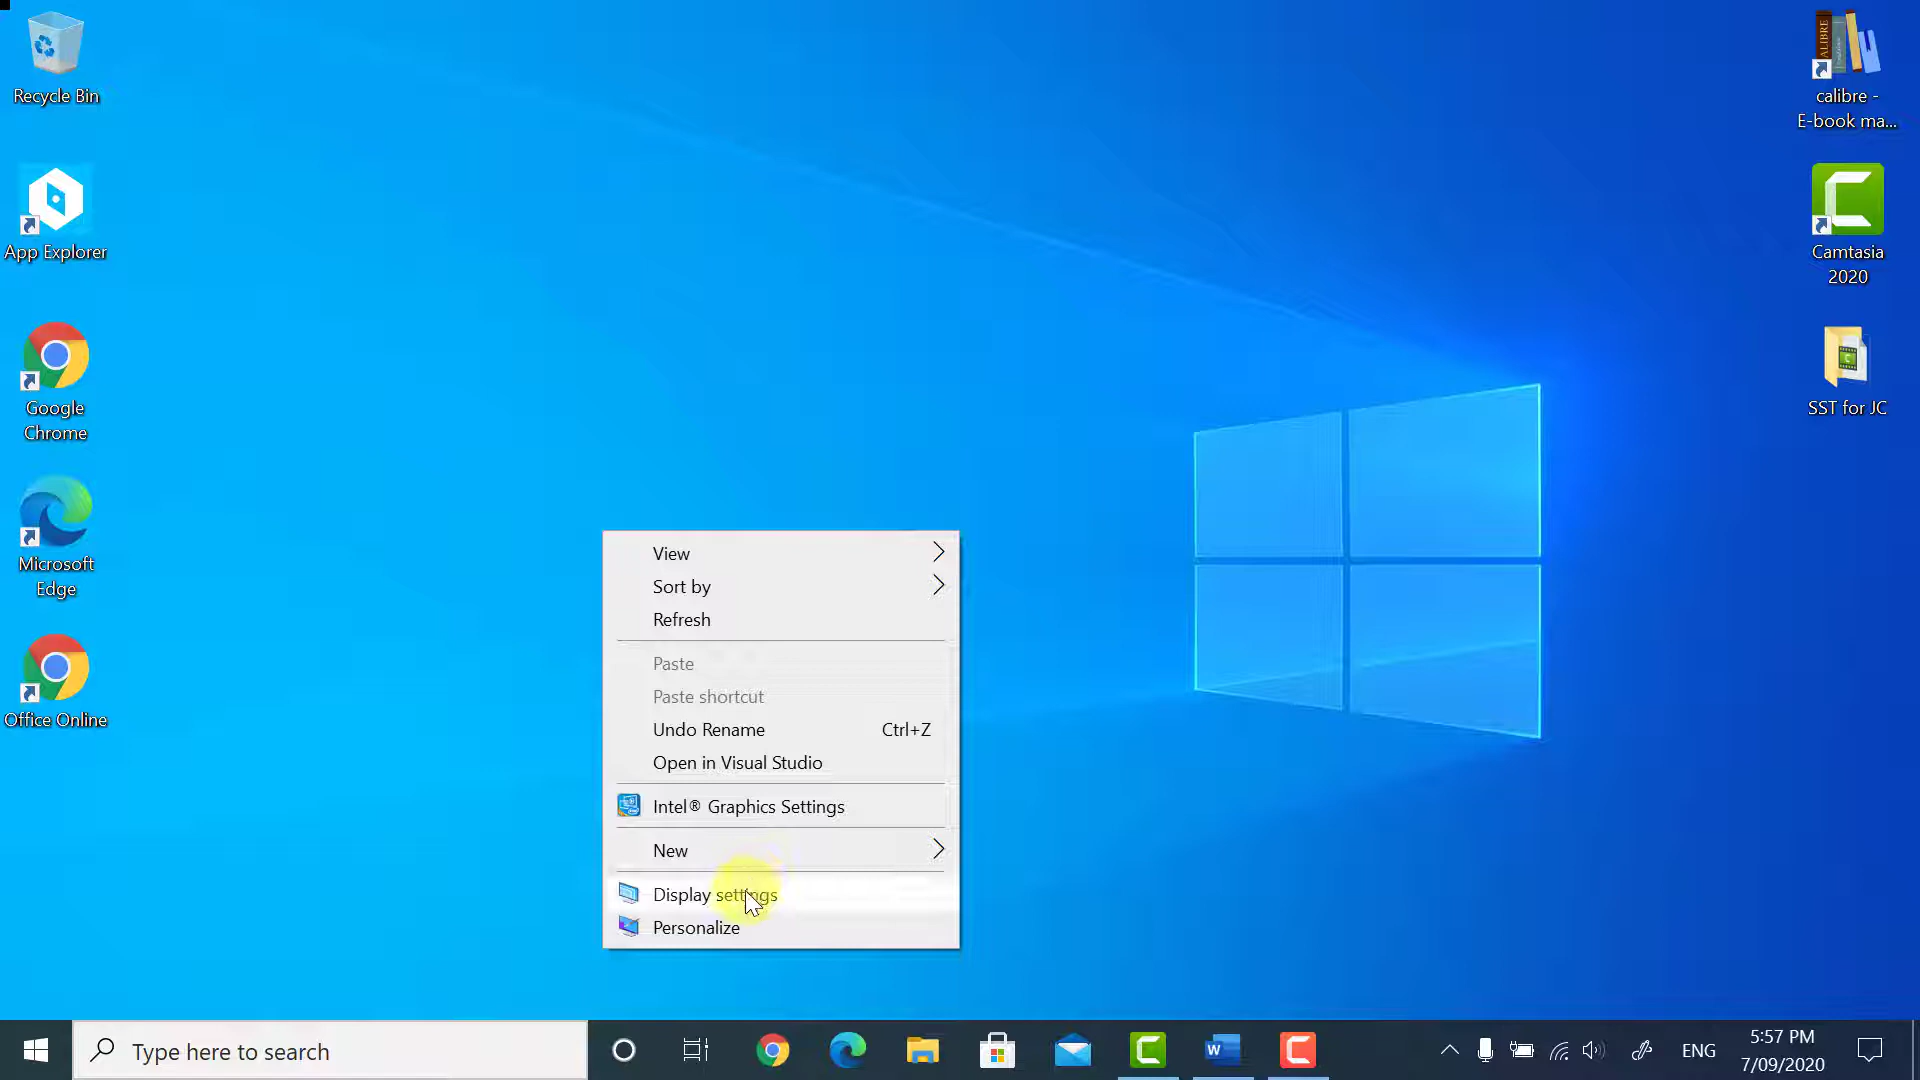 Recycle Bin
App Explorer
Google
Chrome
Microsoft
Edge
Office Online
CALIBRE
calibre -
E-book ma...
Camtasia
2020
SST for JC
View
Sort by
Refresh
Paste
Paste shortcut
Undo Rename Ctrl+Z
Open in Visual Studio
Intel® Graphics Settings
New
Display settings
Personalize
Type here to search
W
ENG
5:57 PM
7/09/2020